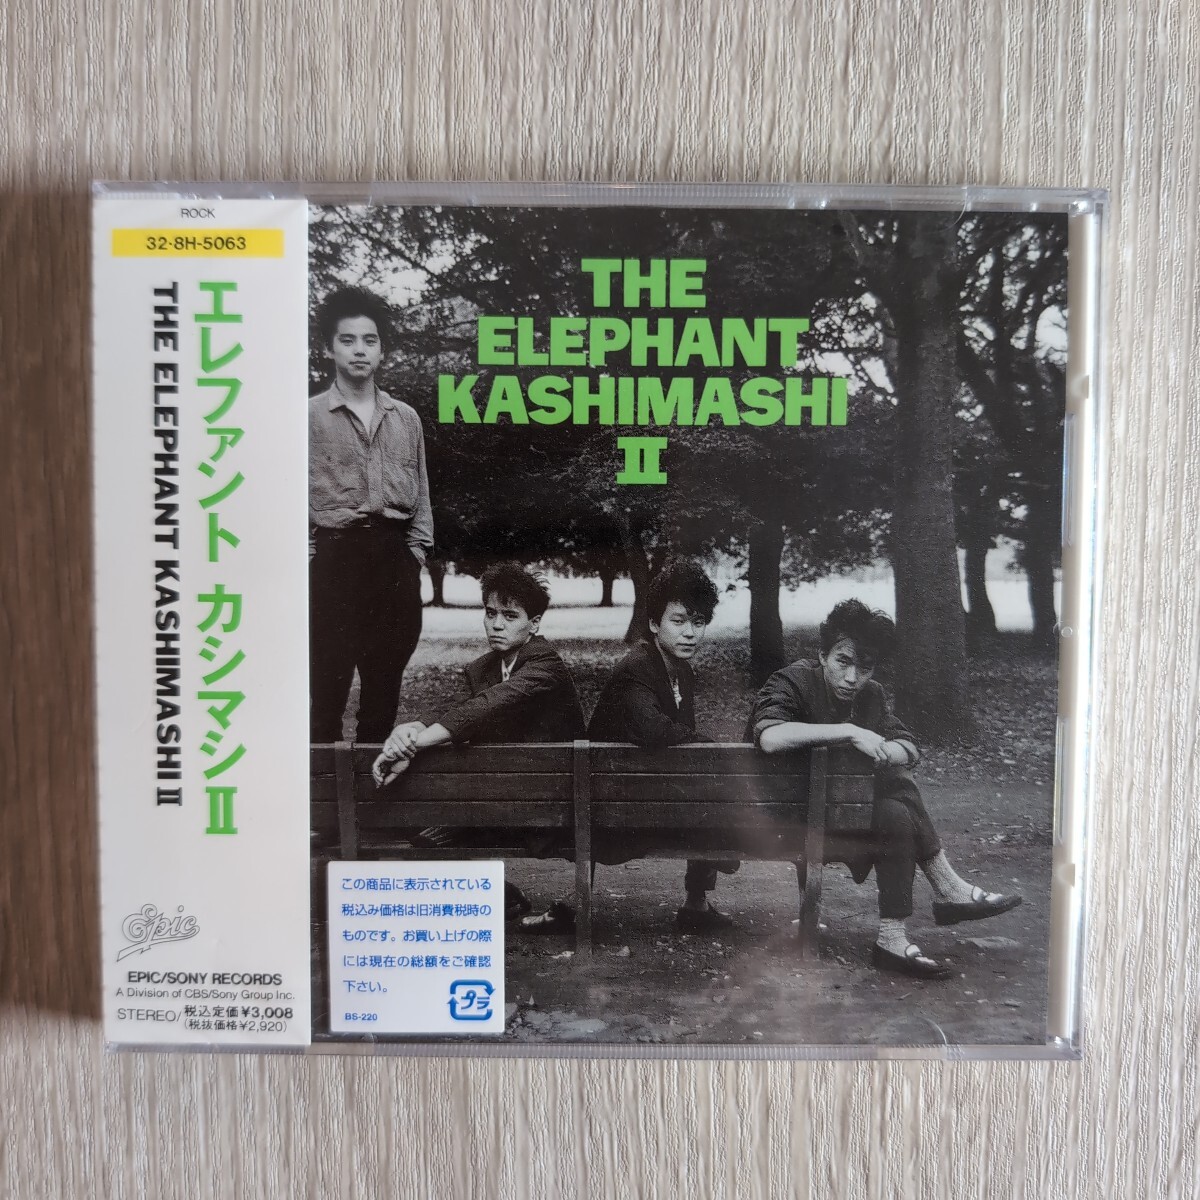 ROCK
32·8H-5063
エレファント カシマシ II
THE ELEPHANT KASHIMASHI II
Epic
EPIC/SONY RECORDS
A Division of CBS/Sony Group Inc.
STEREO/税込定価¥3,008
(税抜価格¥2,920)
THE
ELEPHANT
KASHIMASHI
II
この商品に表示されている
税込み価格は旧消費税時の
ものです。お買い上げの際
には現在の総額をご確認
下さい。
プラ
BS-220